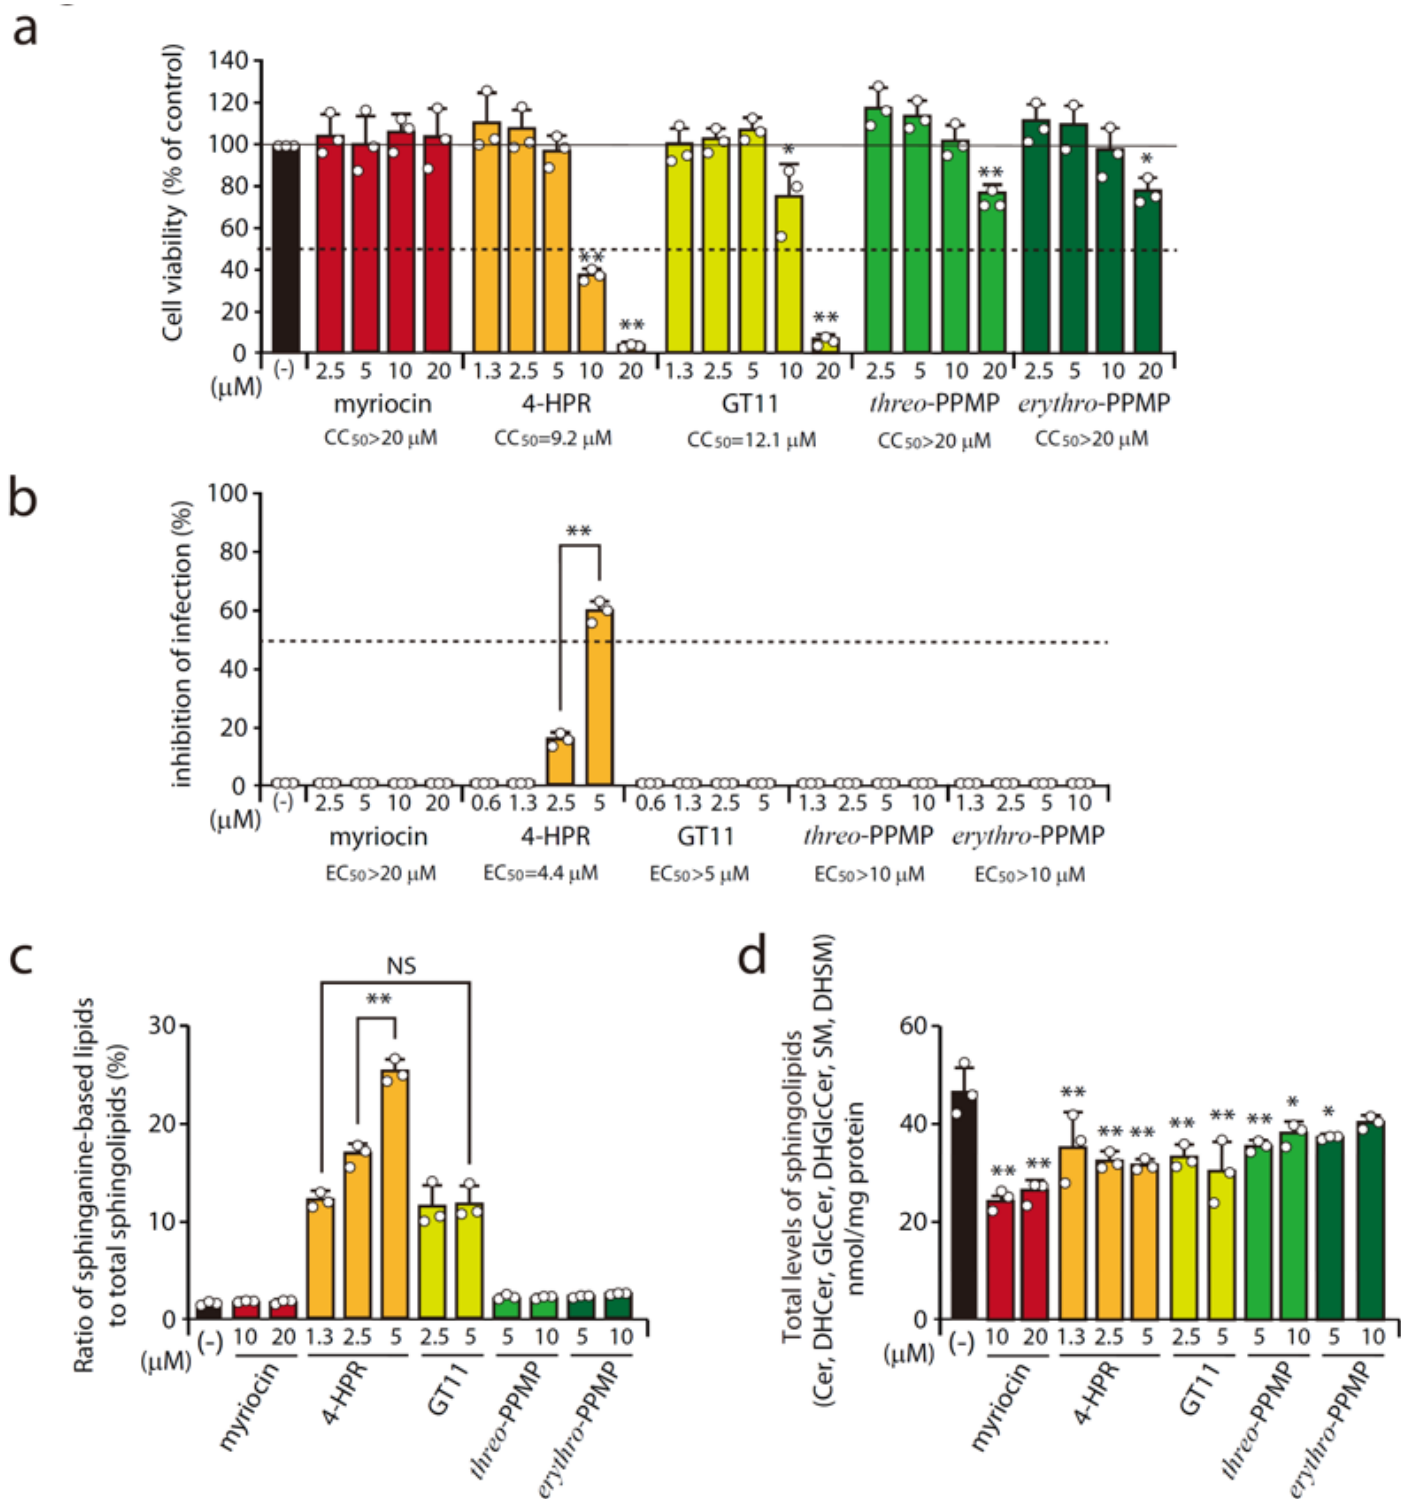 a
Cell viability (% of control)
140
120
100
80
60
40
20
0
* ** *
**
** **
(μM) (-) 2.5 5 10 20 1.3 2.5 5 10 20 1.3 2.5 5 10 20 2.5 5 10 20 2.5 5 10 20
myriocin 4-HPR GT11 threo-PPMP erythro-PPMP
CC50>20 μM CC50=9.2 μM CC50=12.1 μM CC50>20 μM CC50>20 μM
b
inhibition of infection (%)
100
80
60
40
20
0
**
(μM) (-) 2.5 5 10 20 0.6 1.3 2.5 5 0.6 1.3 2.5 5 1.3 2.5 5 10 1.3 2.5 5 10
myriocin 4-HPR GT11 threo-PPMP erythro-PPMP
EC50>20 μM EC50=4.4 μM EC50>5 μM EC50>10 μM EC50>10 μM
c
Ratio of sphinganine-based lipids
to total sphingolipids (%)
30
20
10
0
NS
**
(μM) (-) 10 20 1.3 2.5 5 2.5 5 5 10 5 10
myriocin 4-HPR GT11 threo-PPMP erythro-PPMP
d
Total levels of sphingolipids
(Cer, DHCer, GlcCer, DHGlcCer, SM, DHSM)
nmol/mg protein
60
40
20
0
** ** ** ** ** ** ** ** * *
(μM) (-) 10 20 1.3 2.5 5 2.5 5 5 10 5 10
myriocin 4-HPR GT11 threo-PPMP erythro-PPMP